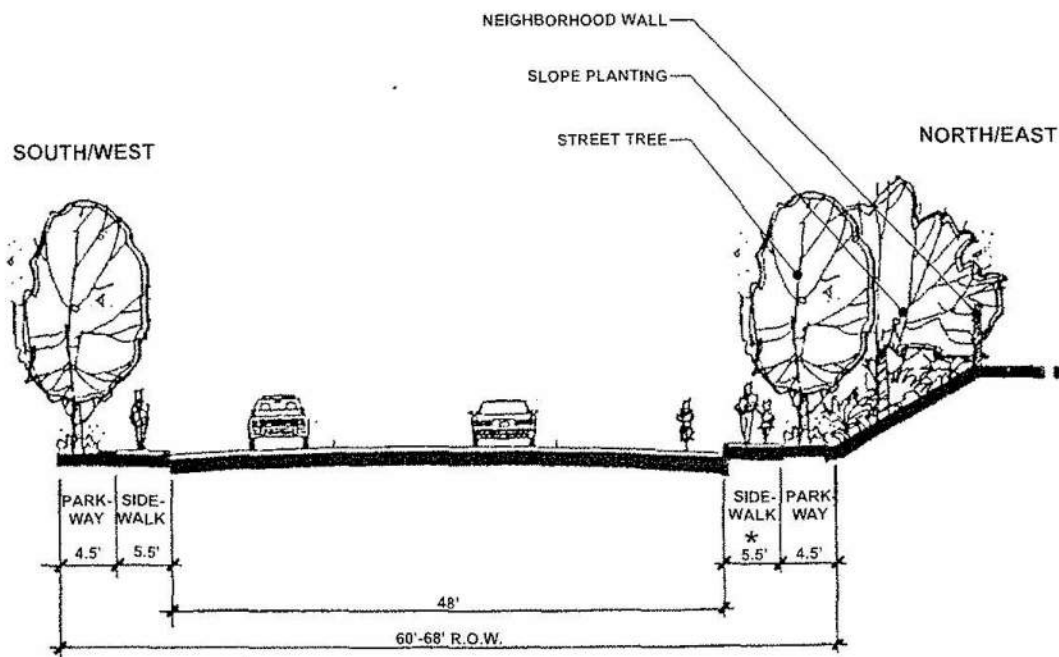 NEIGHBORHOOD WALL
SLOPE PLANTING
STREET TREE
SOUTH/WEST
NORTH/EAST
PARK-
WAY
4.5'
SIDE-
WALK
5.5'
SIDE-
WALK
*
5.5'
PARK-
WAY
4.5'
48'
60'-68' R.O.W.